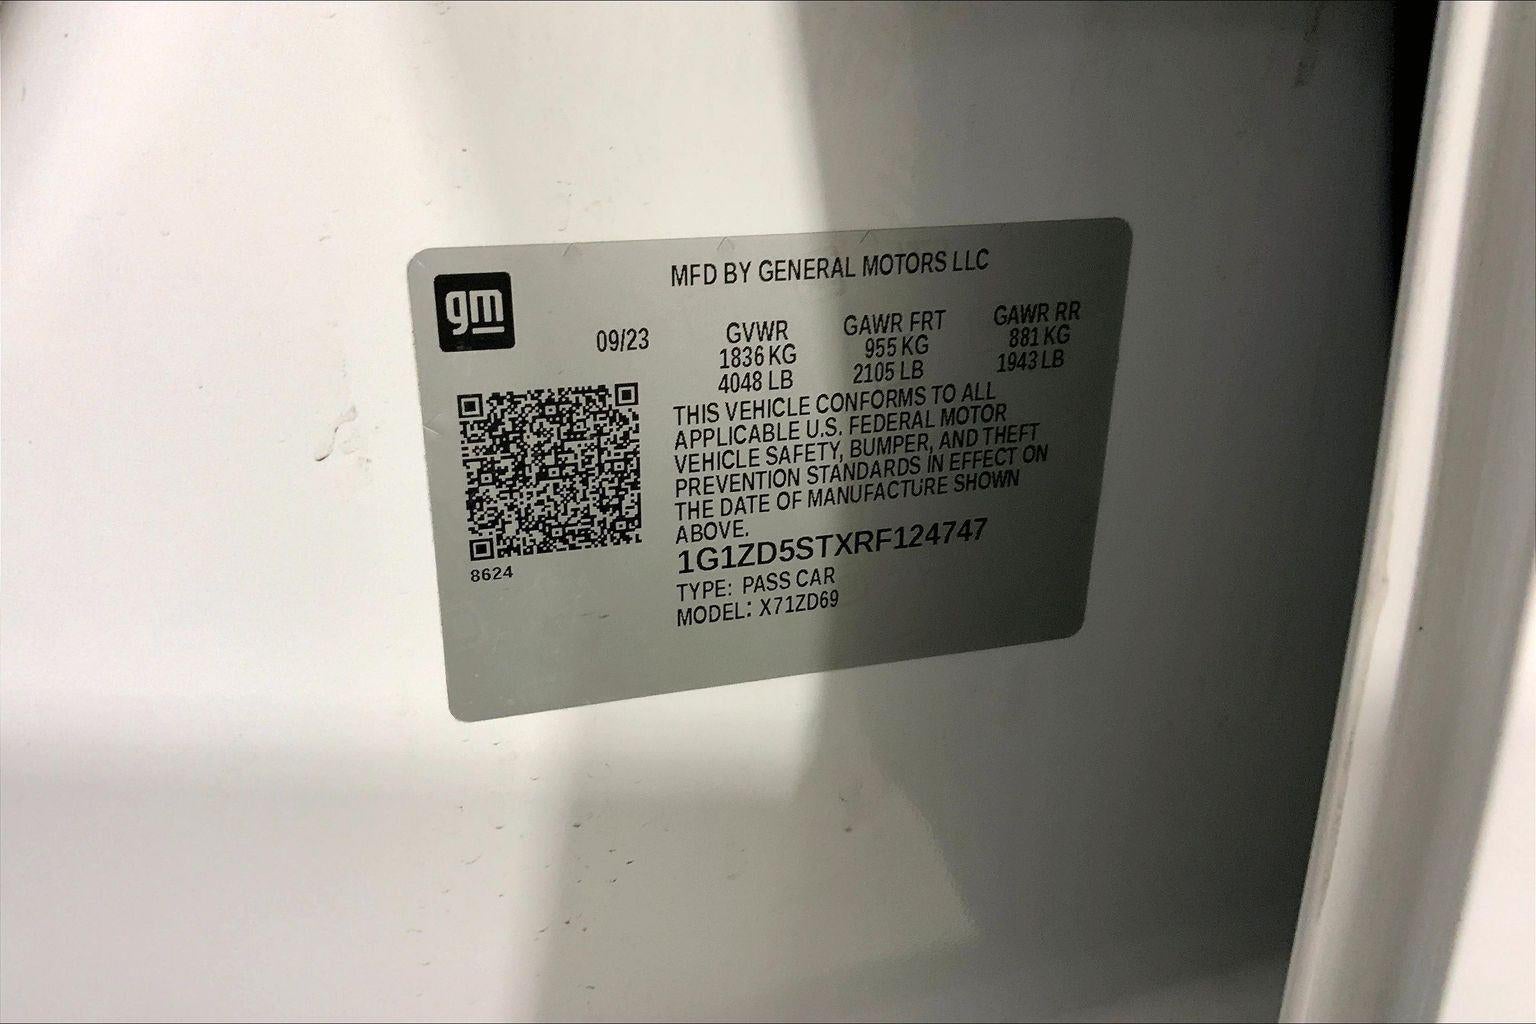 gm
MFD BY GENERAL MOTORS LLC
09/23
GVWR
1836 KG
4048 LB
GAWR FRT
955 KG
2105 LB
GAWR RR
881 KG
1943 LB
THIS VEHICLE CONFORMS TO ALL
APPLICABLE U.S. FEDERAL MOTOR
VEHICLE SAFETY, BUMPER, AND THEFT
PREVENTION STANDARDS IN EFFECT ON
THE DATE OF MANUFACTURE SHOWN
ABOVE.
1G1ZD5STXRF124747
TYPE: PASS CAR
MODEL: X71ZD69
8624